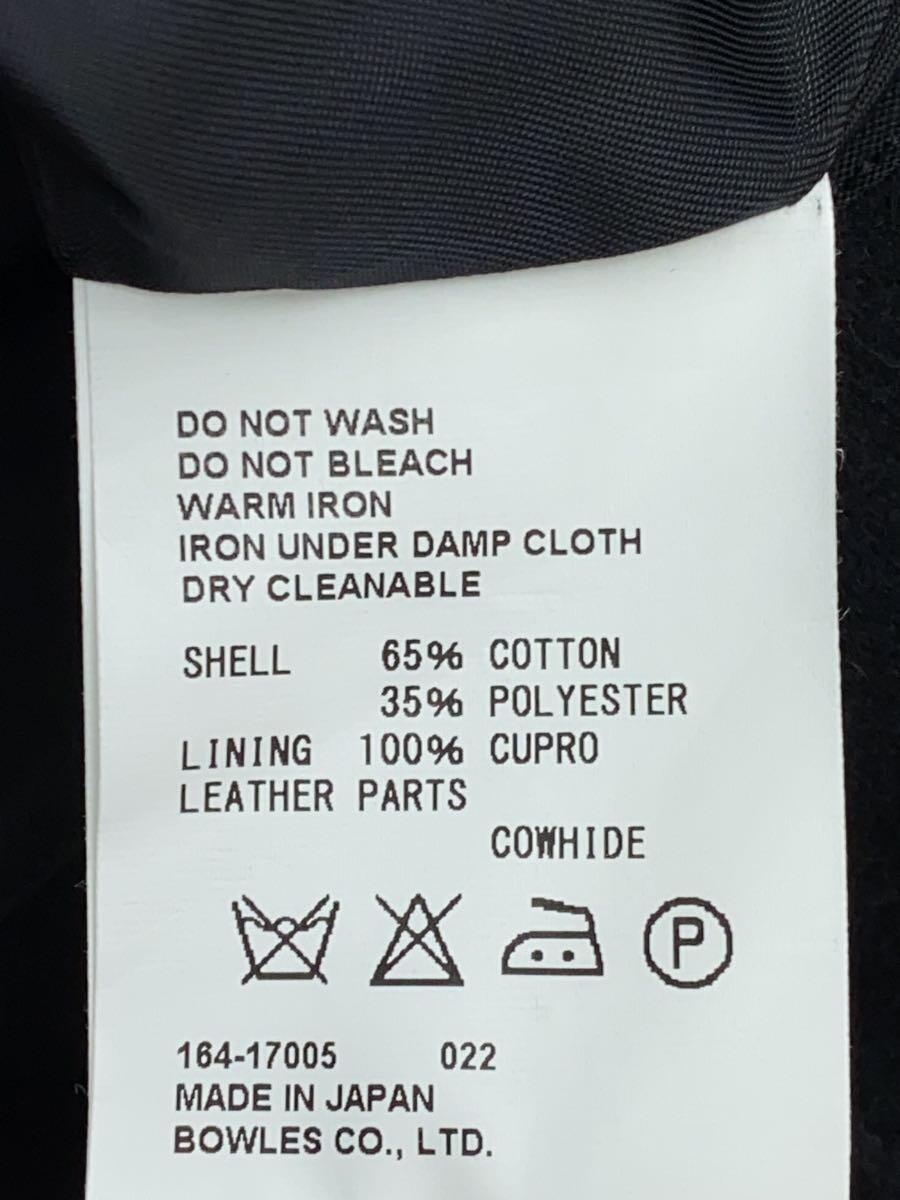 DO NOT WASH
DO NOT BLEACH
WARM IRON
IRON UNDER DAMP CLOTH
DRY CLEANABLE
SHELL 65% COTTON
35% POLYESTER
LINING 100% CUPRO
LEATHER PARTS
COWHIDE
P
164-17005 022
MADE IN JAPAN
BOWLES CO., LTD.